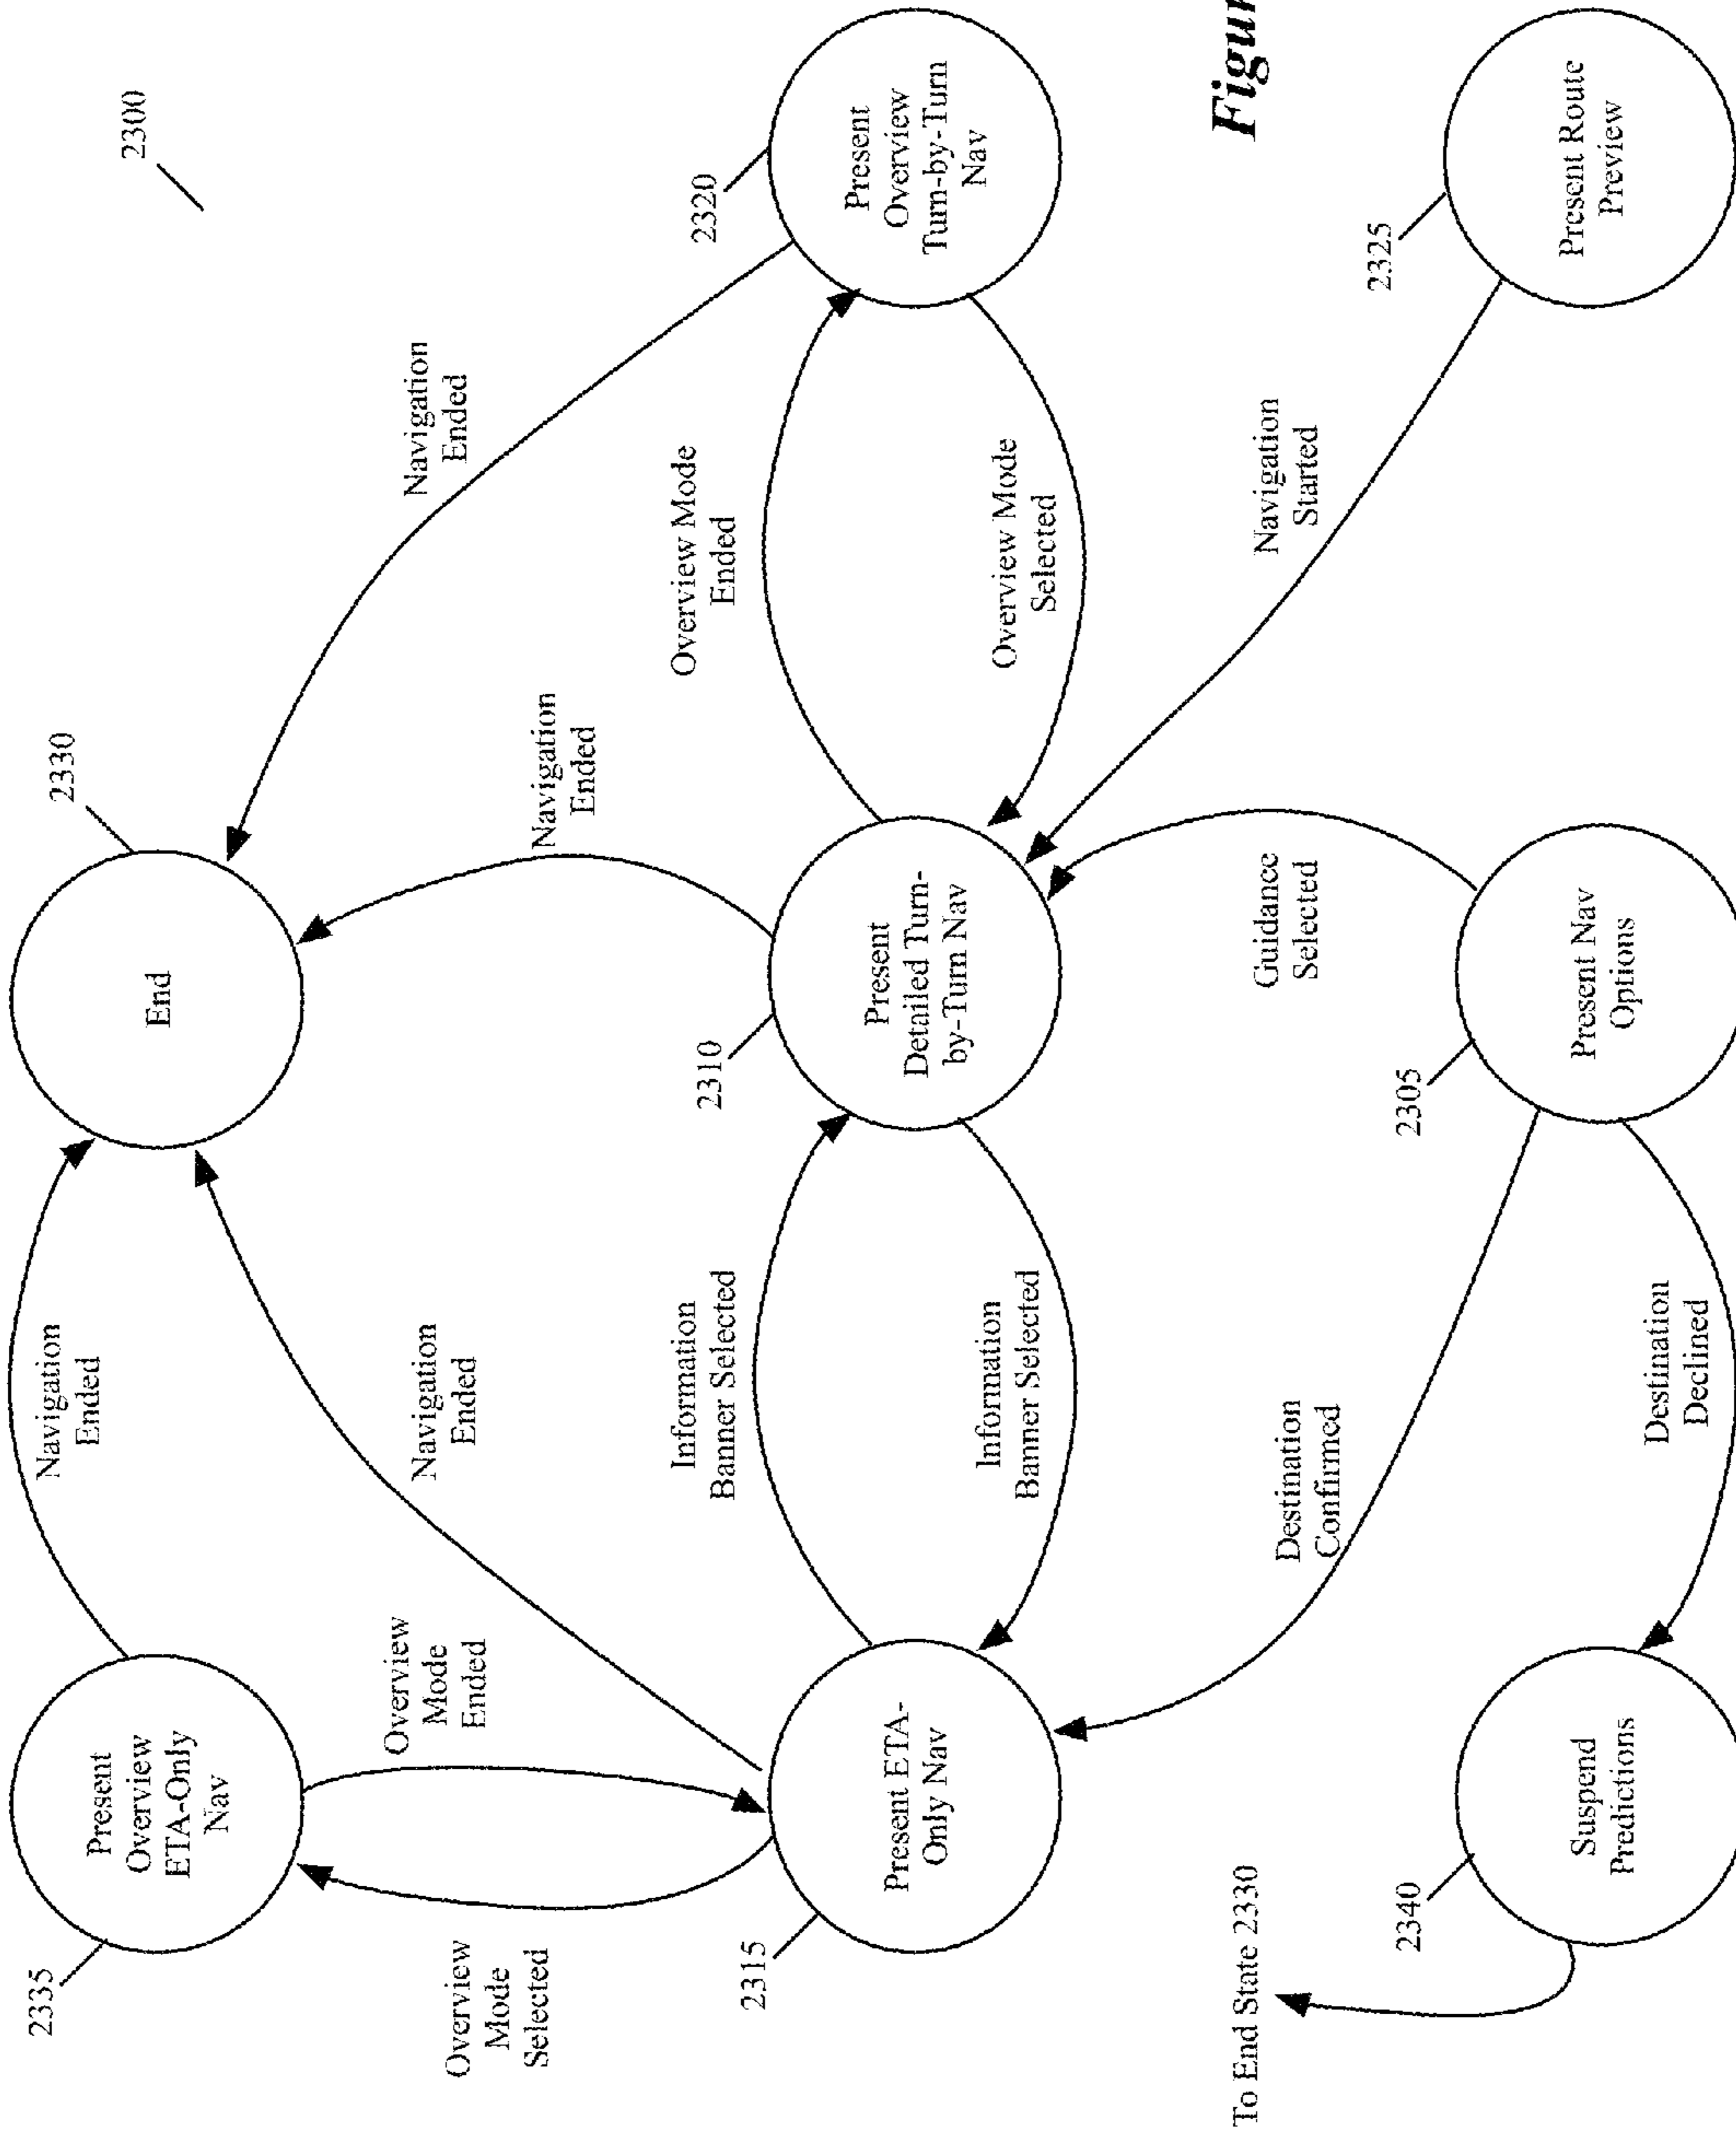 2335
Present
Overview
ETA-Only
Nav
Navigation
Ended
2330
End
2300
Overview
Mode
Selected
Overview
Mode
Ended
Navigation
Ended
Navigation
Ended
Navigation
Ended
2315
Present ETA-
Only Nav
Information
Banner Selected
Information
Banner Selected
2310
Present
Detailed Turn-
by-Turn Nav
Overview Mode
Ended
Overview Mode
Selected
2320
Present
Overview
Turn-by-Turn
Nav
To End State 2330
Destination
Confirmed
Guidance
Selected
Navigation
Started
Figur
2340
Suspend
Predictions
Destination
Declined
2305
Present Nav
Options
2325
Present Route
Preview